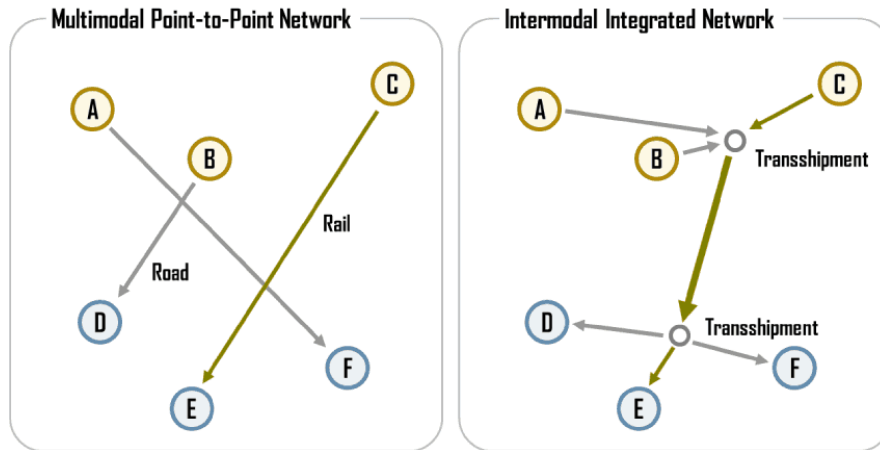 Multimodal Point-to-Point Network
A
B
C
Rail
Road
D
E
F
Intermodal Integrated Network
A
B
C
Transshipment
Transshipment
D
E
F